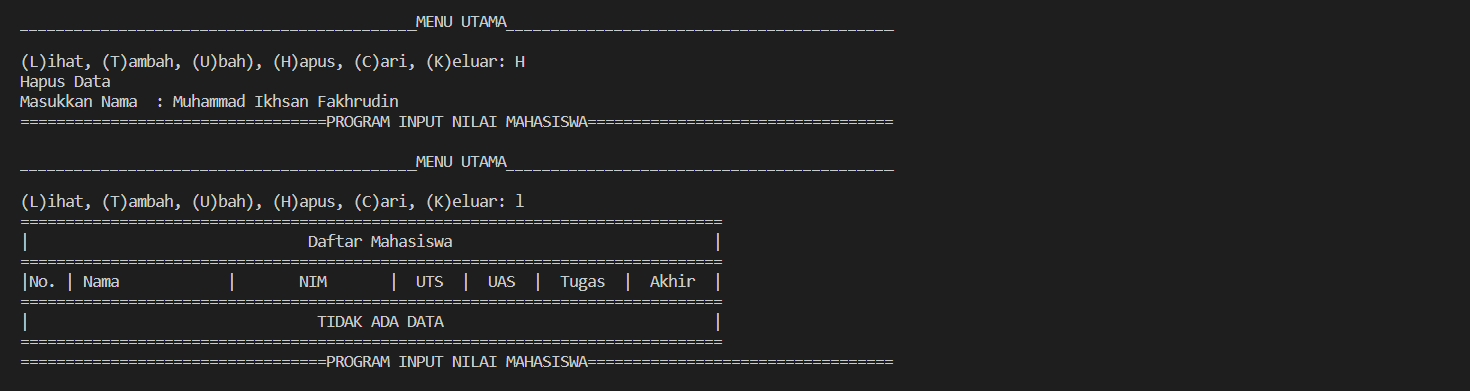 ____________________________________________MENU UTAMA___________________________________________
(L)ihat, (T)ambah, (U)bah), (H)apus, (C)ari, (K)eluar: H
Hapus Data
Masukkan Nama  : Muhammad Ikhsan Fakhrudin
==================================PROGRAM INPUT NILAI MAHASISWA==================================
____________________________________________MENU UTAMA___________________________________________
(L)ihat, (T)ambah, (U)bah), (H)apus, (C)ari, (K)eluar: l
==============================================================================
|                               Daftar Mahasiswa                             |
==============================================================================
|No. | Nama            |       NIM       |  UTS  |  UAS  |  Tugas  |  Akhir  |
==============================================================================
|                                TIDAK ADA DATA                              |
==============================================================================
==================================PROGRAM INPUT NILAI MAHASISWA==================================